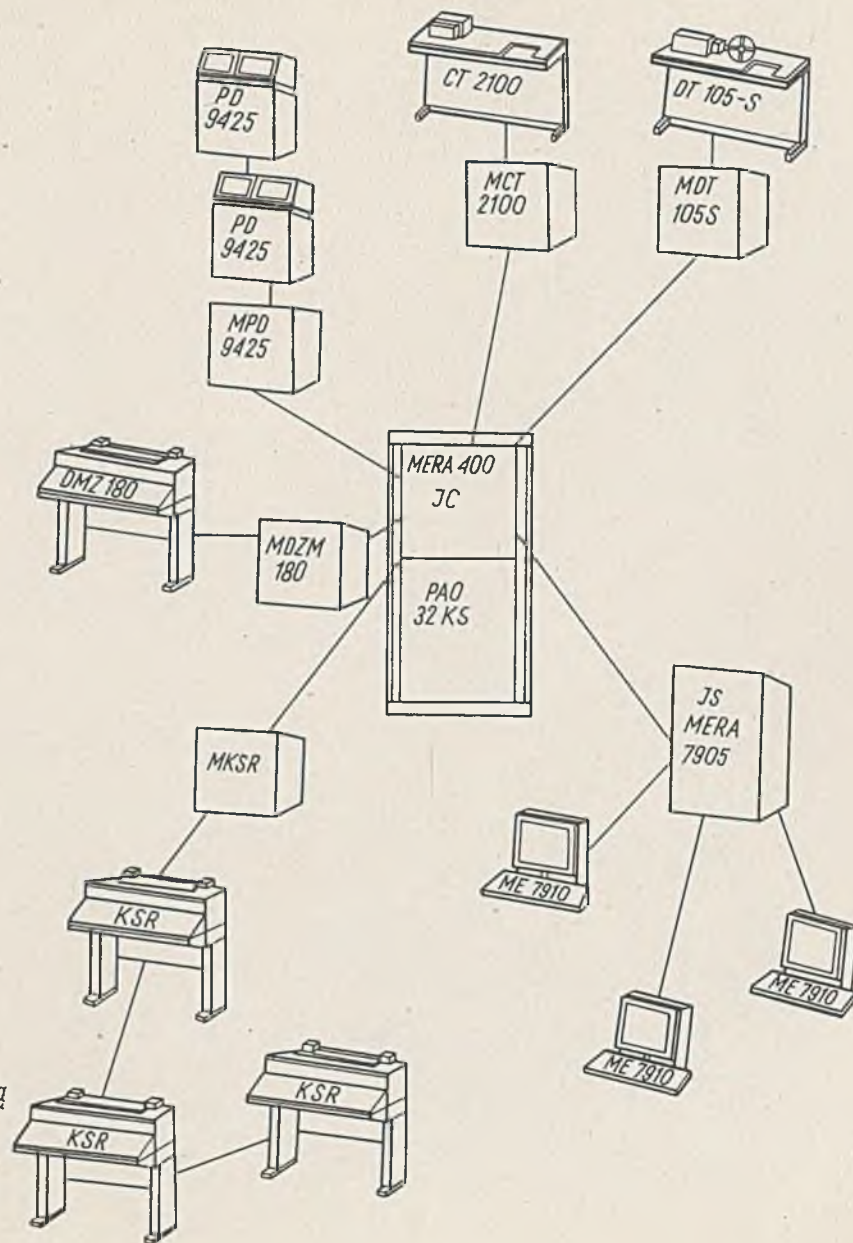 CT 2100
DT 105-S
PD
9425
MCT
2100
MDT
105S
PD
9425
MPD
9425
MERA 400
JC
DMZ 180
MDZM
180
PAO
32 KS
JS
MERA
7905
MKSR
ME 7910
KSR
ME 7910
ME 7910
KSR
KSR